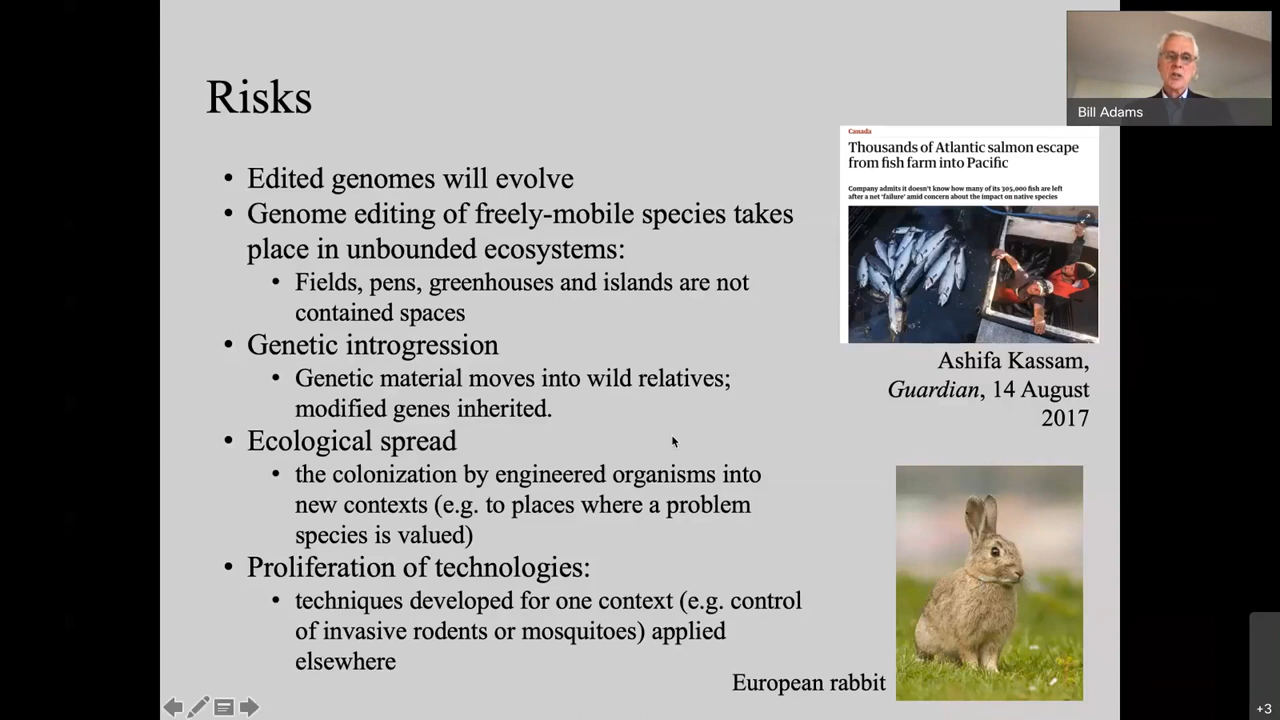 Risks
• Edited genomes will evolve
• Genome editing of freely-mobile species takes
place in unbounded ecosystems:
• Fields, pens, greenhouses and islands are not
contained spaces
• Genetic introgression
• Genetic material moves into wild relatives;
modified genes inherited.
• Ecological spread
• the colonization by engineered organisms into
new contexts (e.g. to places where a problem
species is valued)
• Proliferation of technologies:
• techniques developed for one context (e.g. control
of invasive rodents or mosquitoes) applied
elsewhere
Bill Adams
Canada
Thousands of Atlantic salmon escape
from fish farm into Pacific
Company admits it doesn't know how many of its 305,000 fish are left
after a net 'failure' amid concern about the impact on native species
Ashifa Kassam,
Guardian, 14 August
2017
European rabbit
+3